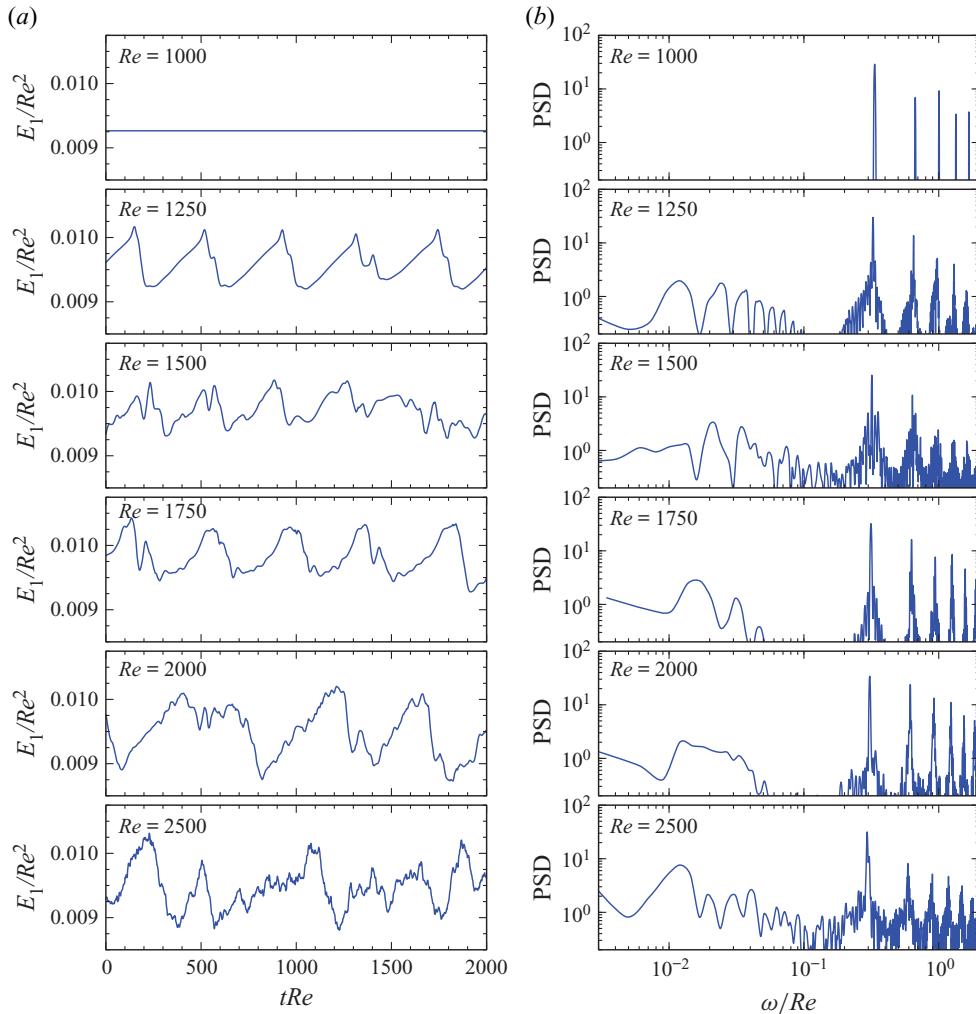 (a) (b)
Re = 1000
E₁/Re²
0.010
0.009
Re = 1000
PSD
10²
10¹
10⁰
Re = 1250
E₁/Re²
0.010
0.009
Re = 1250
PSD
10²
10¹
10⁰
Re = 1500
E₁/Re²
0.010
0.009
Re = 1500
PSD
10²
10¹
10⁰
Re = 1750
E₁/Re²
0.010
0.009
Re = 1750
PSD
10²
10¹
10⁰
Re = 2000
E₁/Re²
0.010
0.009
Re = 2000
PSD
10²
10¹
10⁰
Re = 2500
E₁/Re²
0.010
0.009
Re = 2500
PSD
10²
10¹
10⁰
0 500 1000 1500 2000
tRe
10⁻² 10⁻¹ 10⁰
ω/Re